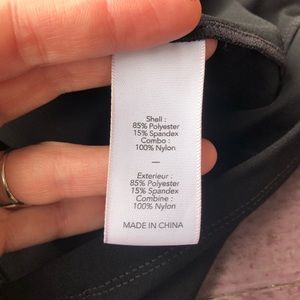 Shell :
85% Polyester
15% Spandex
Combo :
100% Nylon
—
Exterieur :
85% Polyester
15% Spandex
Combine :
100% Nylon
MADE IN CHINA